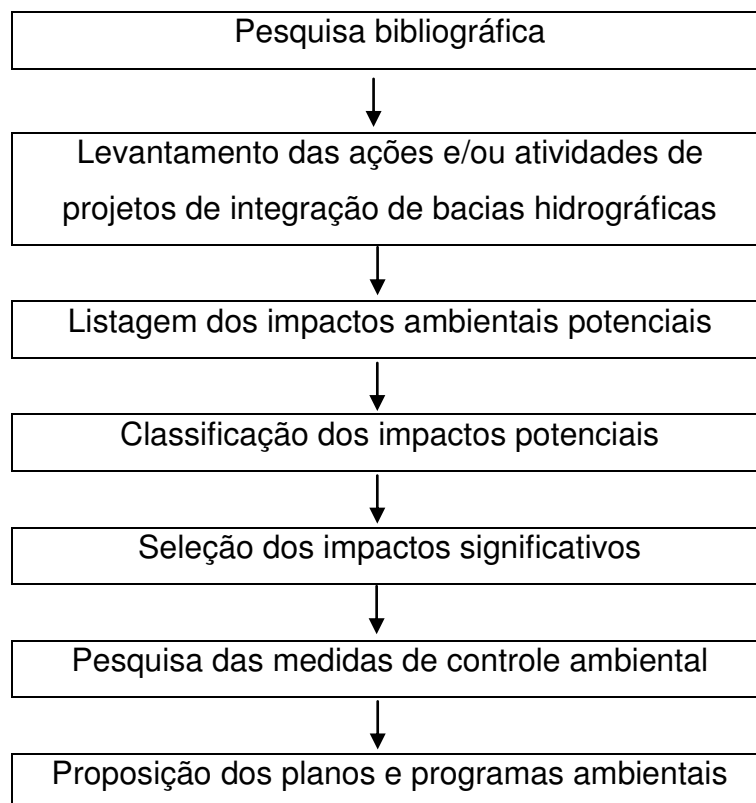 Pesquisa bibliográfica
Levantamento das ações e/ou atividades de
projetos de integração de bacias hidrográficas
Listagem dos impactos ambientais potenciais
Classificação dos impactos potenciais
Seleção dos impactos significativos
Pesquisa das medidas de controle ambiental
Proposição dos planos e programas ambientais